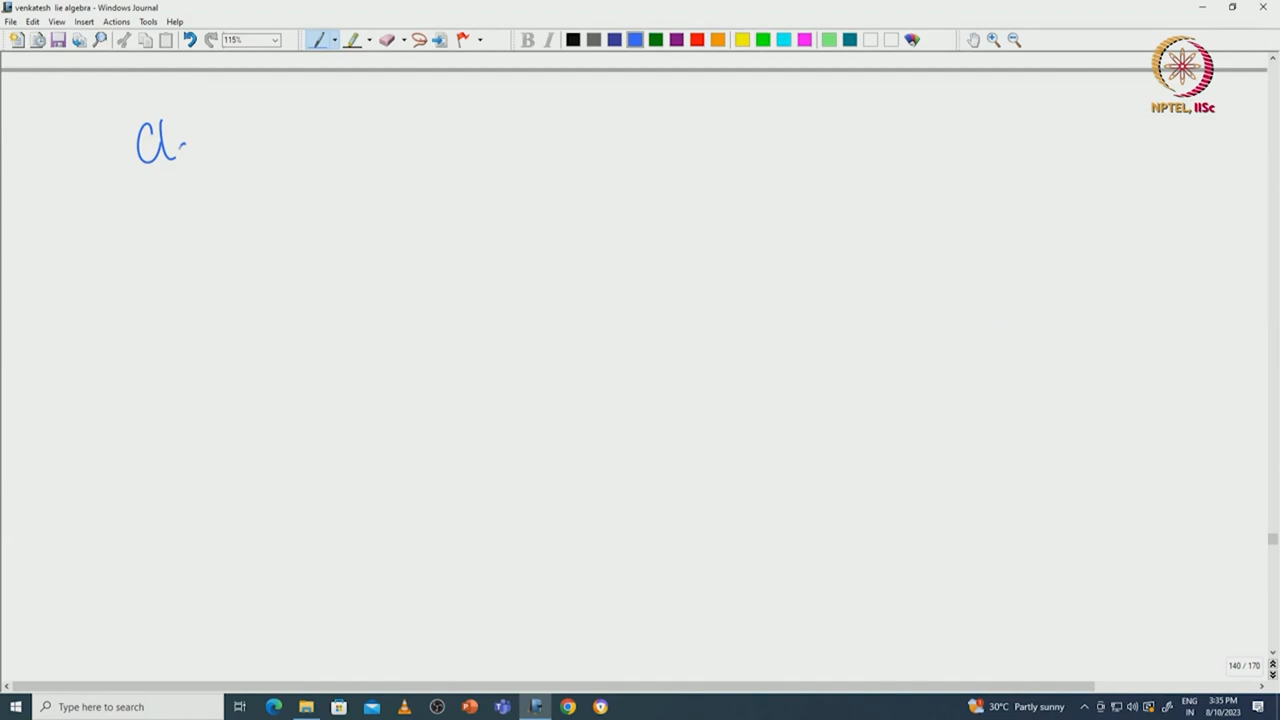 venkatesh lie algebra - Windows Journal
File Edit View Insert Actions Tools Help
115%
NPTEL, IISc
Cl
140 / 170
Type here to search
30°C Partly sunny
ENG
IN
3:35 PM
8/10/2023